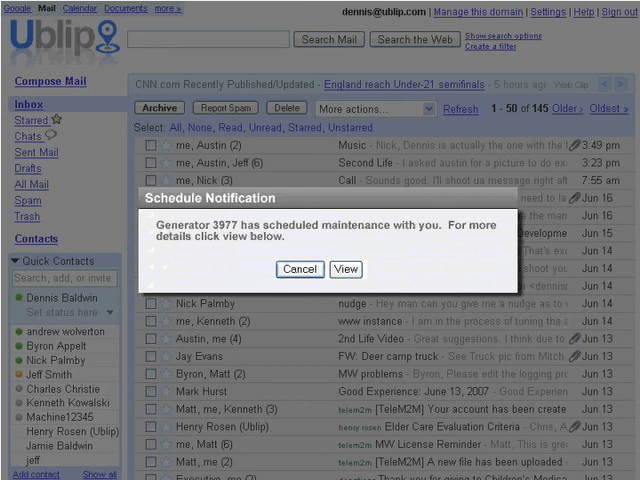 Google Mail Calendar Documents more »
dennis@ublip.com | Manage this domain | Settings | Help | Sign out
Ublip
Search Mail Search the Web Show search options
Create a filter
Compose Mail
Inbox
Starred
Chats
Sent Mail
Drafts
All Mail
Spam
Trash
Contacts
Quick Contacts
Search, add, or invite
Dennis Baldwin
Set status here
andrew wolverton
Byron Appelt
Nick Palmby
Jeff Smith
Charles Christie
Kenneth Kowalski
Machine12345
Henry Rosen (Ublip)
Jamie Baldwin
jeff
Add contact Show all
CNN.com Recently Published/Updated - England reach Under-21 semifinals - 5 hours ago Web Clip < >
Archive Report Spam Delete More actions... Refresh 1 - 50 of 145 Older › Oldest »
Select: All, None, Read, Unread, Starred, Unstarred
me, Austin (2) Music - Nick, Dennis is actually the one with the 3:49 pm
me, Austin, Jeff (6) Second Life - I asked austin for a picture to do 3:23 pm
me, Nick (3) Call - Sounds good. I'll shoot ua message right 7:55 am
Jun 16
Jun 15
Jun 14
Jun 14
Jun 14
Schedule Notification
Generator 3977 has scheduled maintenance with you. For more
details click view below.
Cancel View
Nick Palmby nudge - Hey man can you give me a nudge as to Jun 14
me, Kenneth (2) www instance - I am in the process of tuning the Jun 14
Austin, me (4) 2nd Life Video - Great suggestions. I think due to Jun 13
Jay Evans FW: Deer camp truck - See Truck pic from Mitch Jun 13
Byron, Matt (2) MW problems - Byron, Please edit the logging Jun 13
Mark Hurst Good Experience: June 13, 2007 - Good Jun 13
Matt, me, Kenneth (3) telem2m [TeleM2M] Your account has been create Jun 13
Henry Rosen (Ublip) henry rosen Elder Care Evaluation Criteria - Chris, Jun 13
me, Matt (6) telem2m MW License Reminder - Matt, This is Jun 13
Matt, me (2) telem2m [TeleM2M] A new file has been uploaded - Jun 13